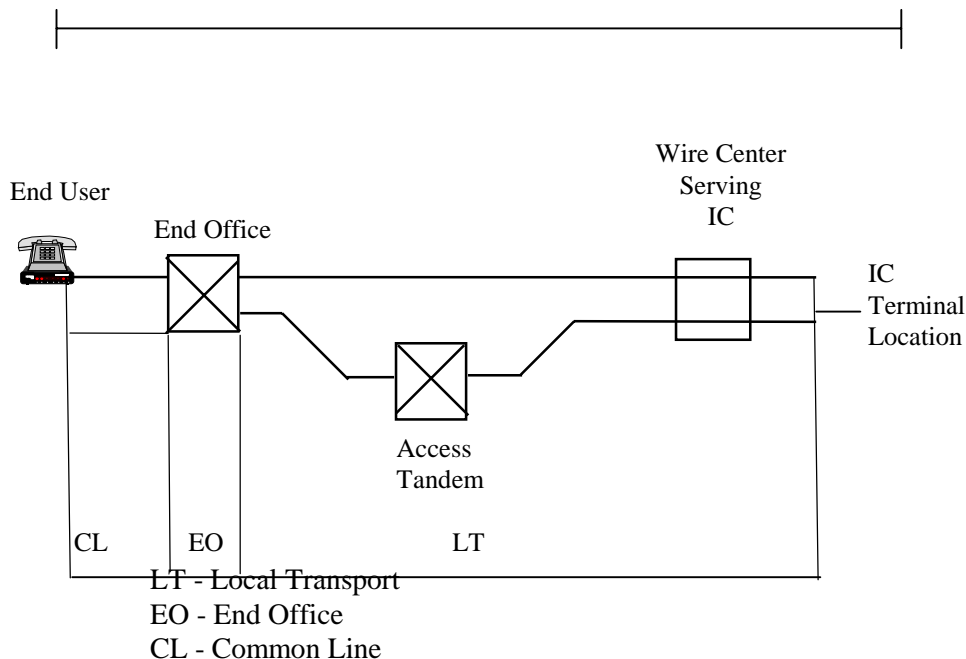 Wire Center
Serving
IC
End User
End Office
IC
Terminal
Location
Access
Tandem
CL EO LT
LT - Local Transport
EO - End Office
CL - Common Line